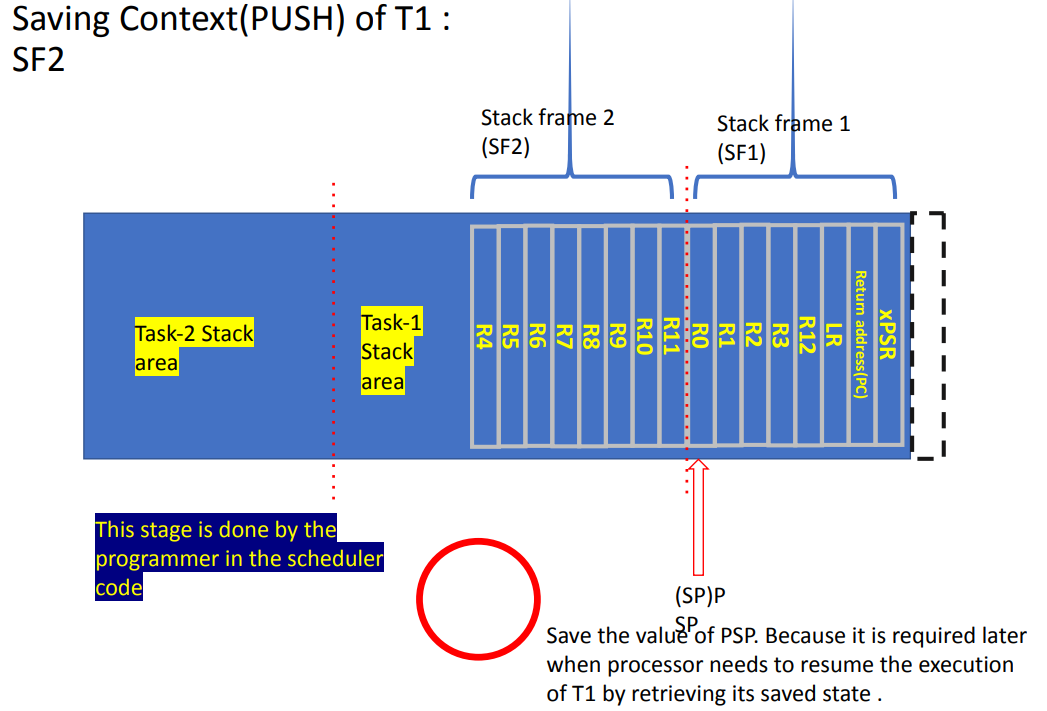 Saving Context(PUSH) of T1 :
SF2
Stack frame 2
(SF2)
Stack frame 1
(SF1)
Task-2 Stack
area
Task-1
Stack
area
R4
R5
R6
R7
R8
R9
R10
R11
R0
R1
R2
R3
R12
LR
Return address(PC)
xPSR
This stage is done by the
programmer in the scheduler
code
(SP)P
SP
Save the value of PSP. Because it is required later
when processor needs to resume the execution
of T1 by retrieving its saved state .